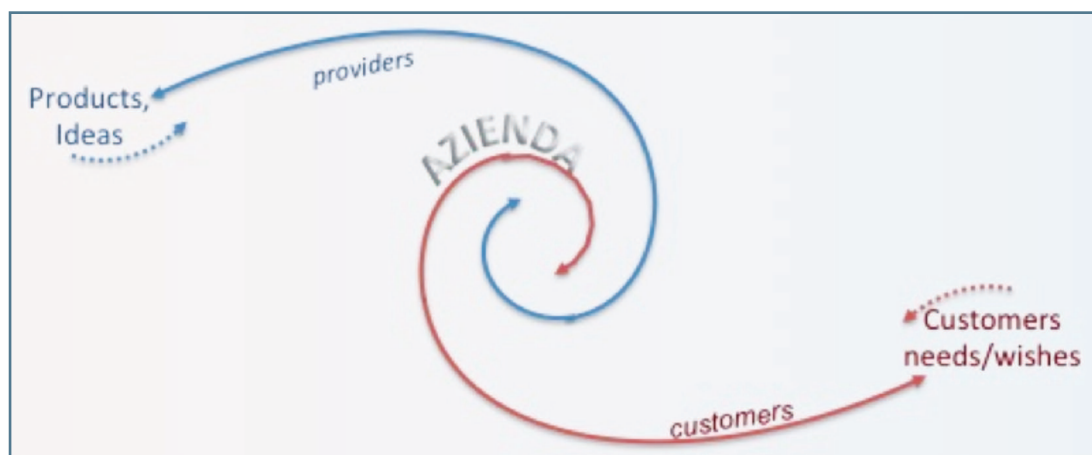 providers
Products,
Ideas
AZIENDA
Customers
needs/wishes
customers